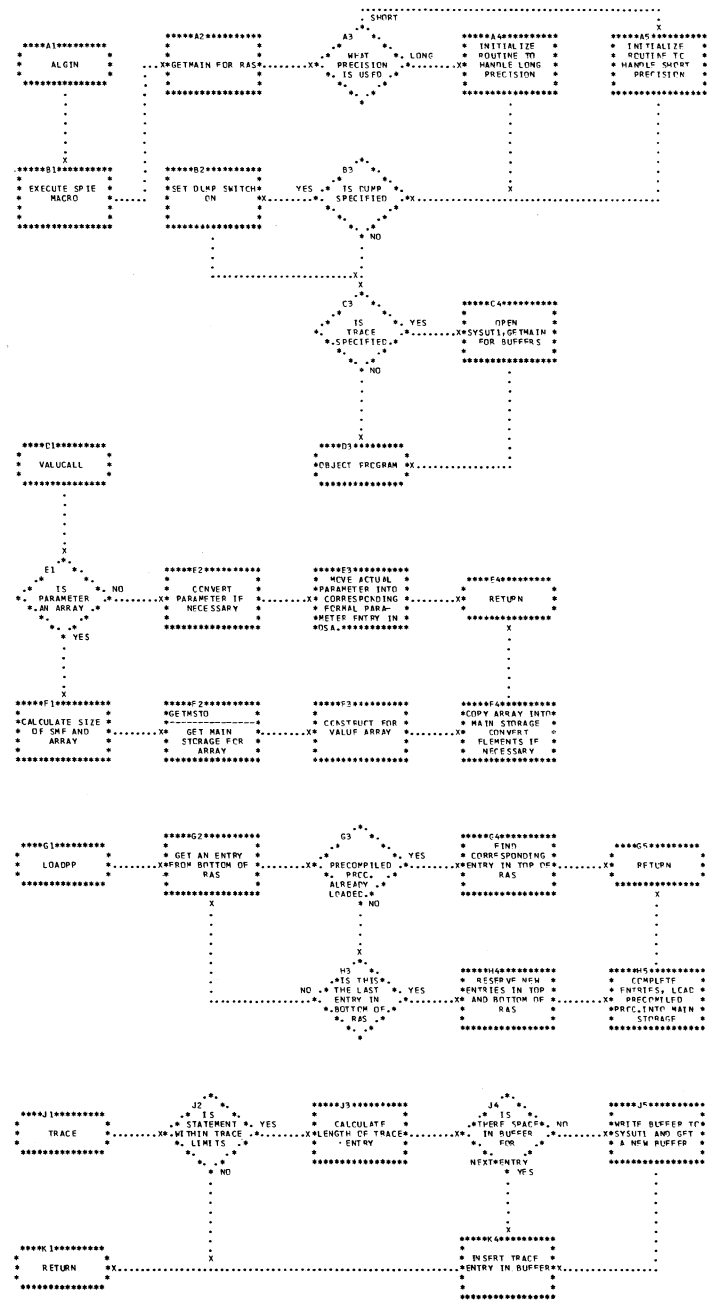 SHORT
A1
ALGIN
A2
GETMAIN FOR RAS
A3
WHAT
PRECISION
IS USED
LONG
A4
INITIALIZE
ROUTINE TO
HANDLE LONG
PRECISION
A5
INITIALIZE
ROUTINE TO
HANDLE SHORT
PRECISION
B1
EXECUTE SPIE
MACRO
B2
SET DUMP SWITCH
ON
YES
B3
IS DUMP
SPECIFIED
NO
C3
IS
TRACE
SPECIFIED
YES
NO
C4
OPEN
SYSUT1,GETMAIN
FOR BUFFERS
D1
VALUCALL
D3
OBJECT PROGRAM
E1
IS
PARAMETER
AN ARRAY
NO
YES
E2
CONVERT
PARAMETER IF
NECESSARY
E3
MOVE ACTUAL
PARAMETER INTO
CORRESPONDING
FORMAL PARA-
METER ENTRY IN
DSA.
E4
RETURN
F1
CALCULATE SIZE
OF SMF AND
ARRAY
F2
GETMSTO
GET MAIN
STORAGE FOR
ARRAY
F3
CONSTRUCT FOR
VALUE ARRAY
F4
COPY ARRAY INTO
MAIN STORAGE
CONVERT
ELEMENTS IF
NECESSARY
G1
LOADPP
G2
GET AN ENTRY
FROM BOTTOM OF
RAS
G3
PRECOMPILED
PROC.
ALREADY
LOADED.
YES
NO
G4
FIND
CORRESPONDING
ENTRY IN TOP OF
RAS
G5
RETURN
H3
IS THIS
THE LAST
ENTRY IN
BOTTOM OF
RAS
NO
YES
H4
RESERVE NEW
ENTRIES IN TOP
AND BOTTOM OF
RAS
H5
COMPLETE
ENTRIES, LOAD
PRECOMILED
PROC.INTO MAIN
STORAGE
J1
TRACE
J2
IS
STATEMENT
WITHIN TRACE
LIMITS
YES
NO
J3
CALCULATE
LENGTH OF TRACE
ENTRY
J4
IS
THERE SPACE
IN BUFFER
FOR
NEXT ENTRY
NO
YES
J5
WRITE BUFFER TO
SYSUT1 AND GET
A NEW BUFFER
K1
RETURN
K4
INSERT TRACE
ENTRY IN BUFFER